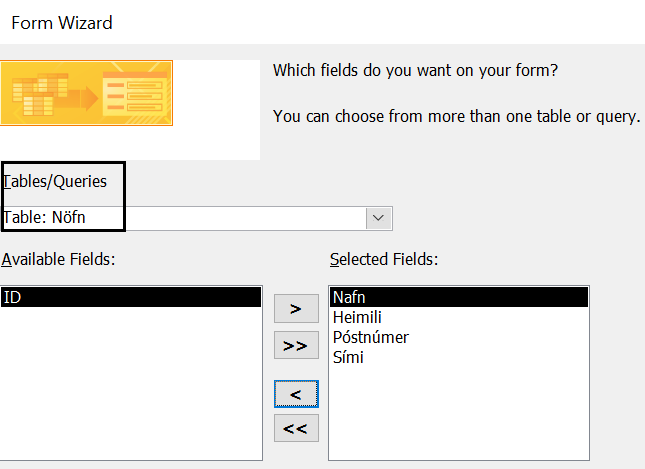 Form Wizard
Which fields do you want on your form?
You can choose from more than one table or query.
Tables/Queries
Table: Nöfn
Available Fields:
Selected Fields:
ID
Nafn
Heimili
Póstnúmer
Sími
>
>>
<
<<